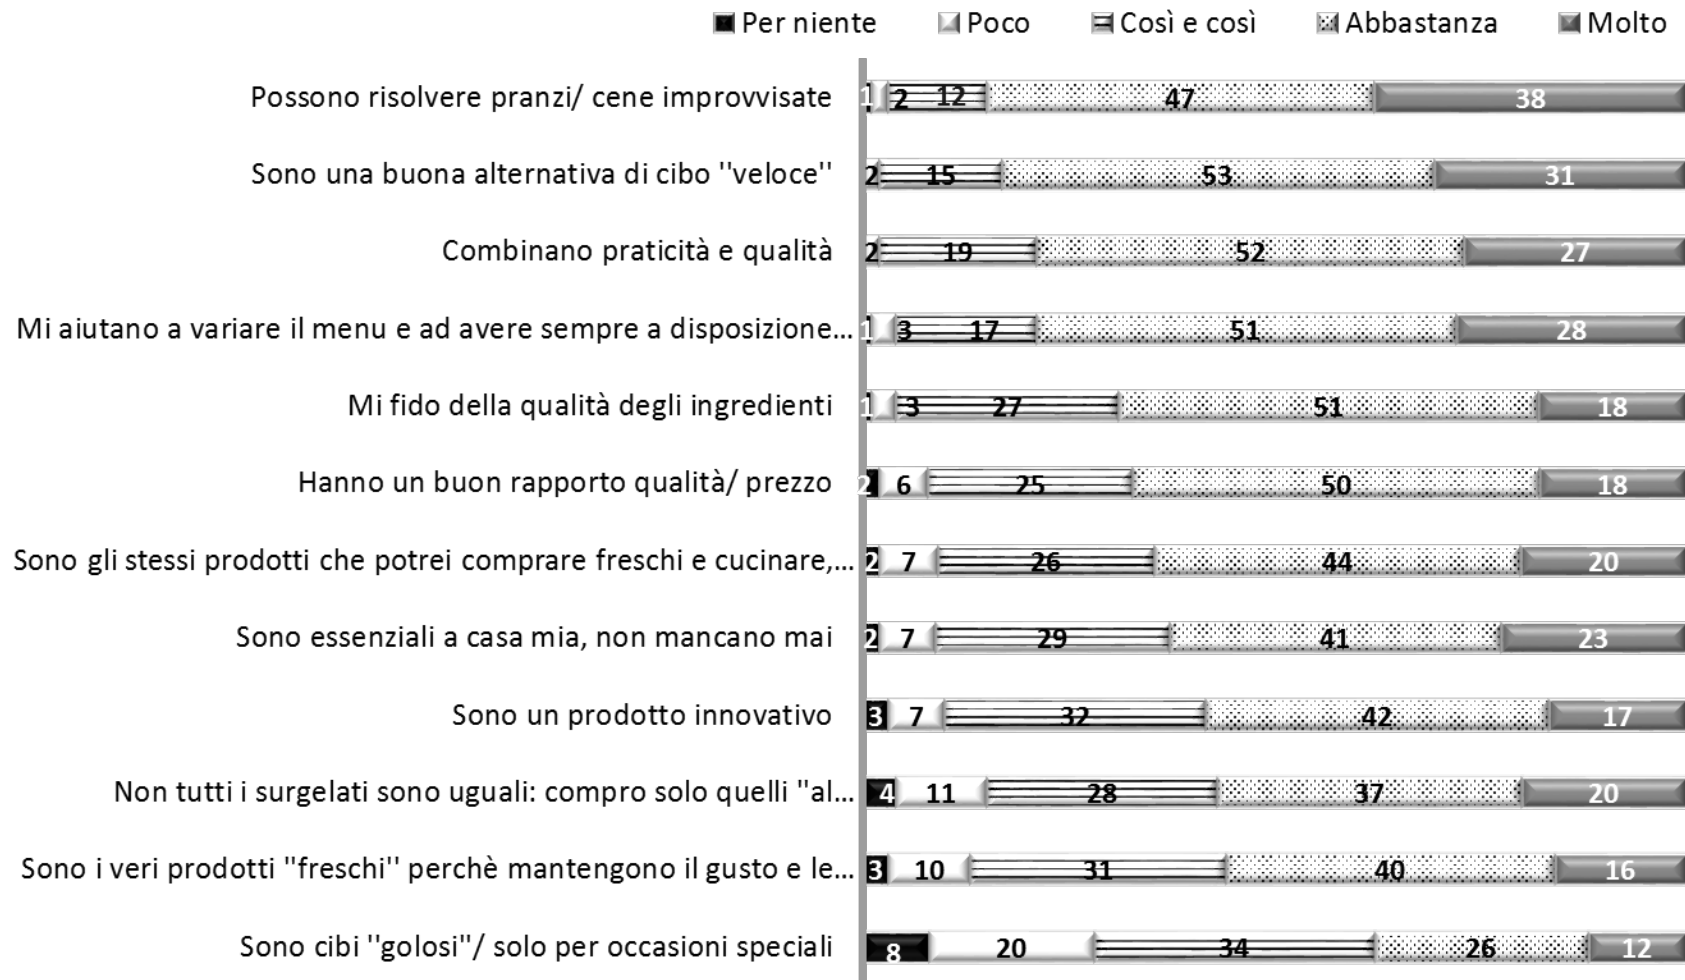 Per niente Poco Così e così Abbastanza Molto
Possono risolvere pranzi/ cene improvvisate 1 2 12 47 38
Sono una buona alternativa di cibo ''veloce'' 2 15 53 31
Combinano praticità e qualità 2 19 52 27
Mi aiutano a variare il menu e ad avere sempre a disposizione... 1 3 17 51 28
Mi fido della qualità degli ingredienti 1 3 27 51 18
Hanno un buon rapporto qualità/ prezzo 2 6 25 50 18
Sono gli stessi prodotti che potrei comprare freschi e cucinare,... 2 7 26 44 20
Sono essenziali a casa mia, non mancano mai 2 7 29 41 23
Sono un prodotto innovativo 3 7 32 42 17
Non tutti i surgelati sono uguali: compro solo quelli ''al... 4 11 28 37 20
Sono i veri prodotti ''freschi'' perchè mantengono il gusto e le... 3 10 31 40 16
Sono cibi ''golosi''/ solo per occasioni speciali 8 20 34 26 12